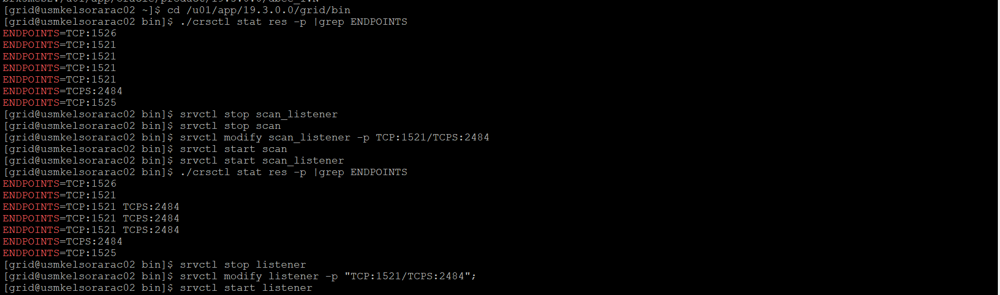 [grid@usmkelsorarac02 ~]$ cd /u01/app/19.3.0.0/grid/bin
[grid@usmkelsorarac02 bin]$ ./crsctl stat res -p |grep ENDPOINTS
ENDPOINTS=TCP:1526
ENDPOINTS=TCP:1521
ENDPOINTS=TCP:1521
ENDPOINTS=TCP:1521
ENDPOINTS=TCP:1521
ENDPOINTS=TCPS:2484
ENDPOINTS=TCP:1525
[grid@usmkelsorarac02 bin]$ srvctl stop scan_listener
[grid@usmkelsorarac02 bin]$ srvctl stop scan
[grid@usmkelsorarac02 bin]$ srvctl modify scan_listener -p TCP:1521/TCPS:2484
[grid@usmkelsorarac02 bin]$ srvctl start scan
[grid@usmkelsorarac02 bin]$ srvctl start scan_listener
[grid@usmkelsorarac02 bin]$ ./crsctl stat res -p |grep ENDPOINTS
ENDPOINTS=TCP:1526
ENDPOINTS=TCP:1521
ENDPOINTS=TCP:1521 TCPS:2484
ENDPOINTS=TCP:1521 TCPS:2484
ENDPOINTS=TCP:1521 TCPS:2484
ENDPOINTS=TCPS:2484
ENDPOINTS=TCP:1525
[grid@usmkelsorarac02 bin]$ srvctl stop listener
[grid@usmkelsorarac02 bin]$ srvctl modify listener -p "TCP:1521/TCPS:2484";
[grid@usmkelsorarac02 bin]$ srvctl start listener